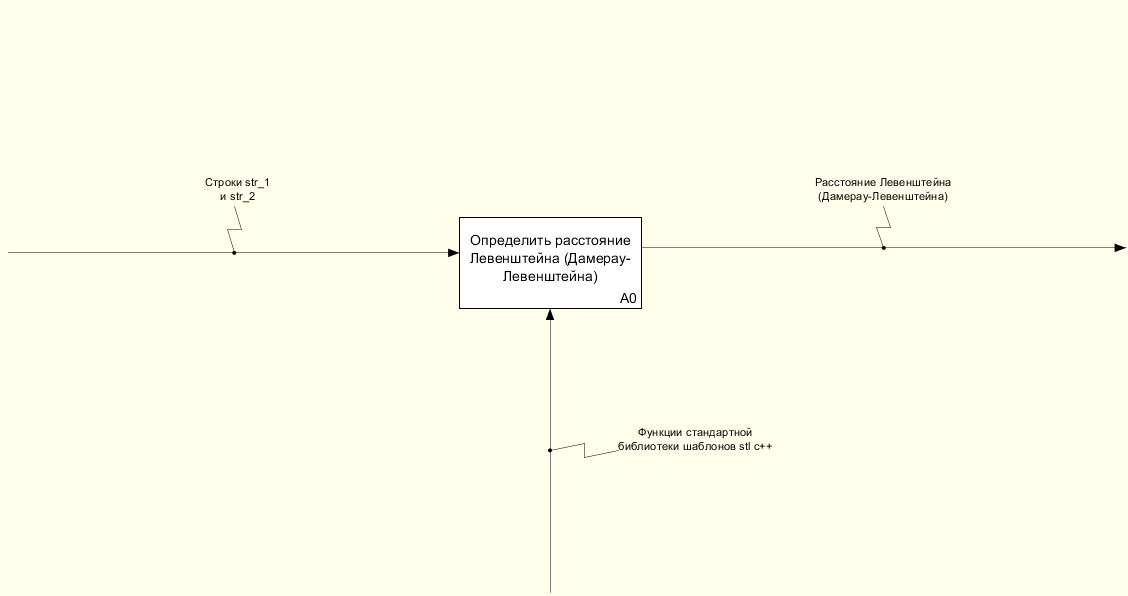 Строки str_1
и str_2
Расстояние Левенштейна
(Дамерау-Левенштейна)
Определить расстояние
Левенштейна (Дамерау-
Левенштейна)
A0
Функции стандартной
библиотеки шаблонов stl c++